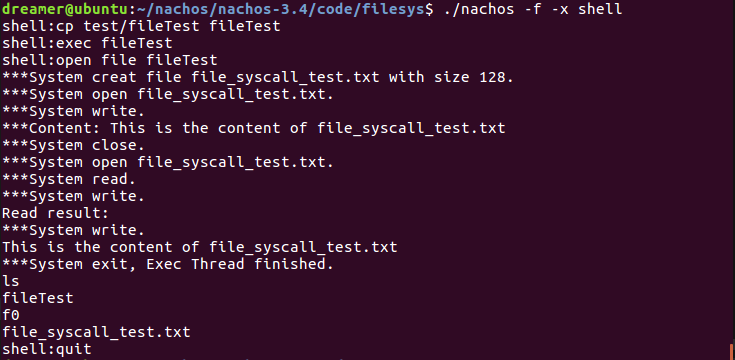 dreamer@ubuntu:~/nachos/nachos-3.4/code/filesys$ ./nachos -f -x shell
shell:cp test/fileTest fileTest
shell:exec fileTest
shell:open file fileTest
***System creat file file_syscall_test.txt with size 128.
***System open file_syscall_test.txt.
***System write.
***Content: This is the content of file_syscall_test.txt
***System close.
***System open file_syscall_test.txt.
***System read.
***System write.
Read result:
***System write.
This is the content of file_syscall_test.txt
***System exit, Exec Thread finished.
ls
fileTest
f0
file_syscall_test.txt
shell:quit